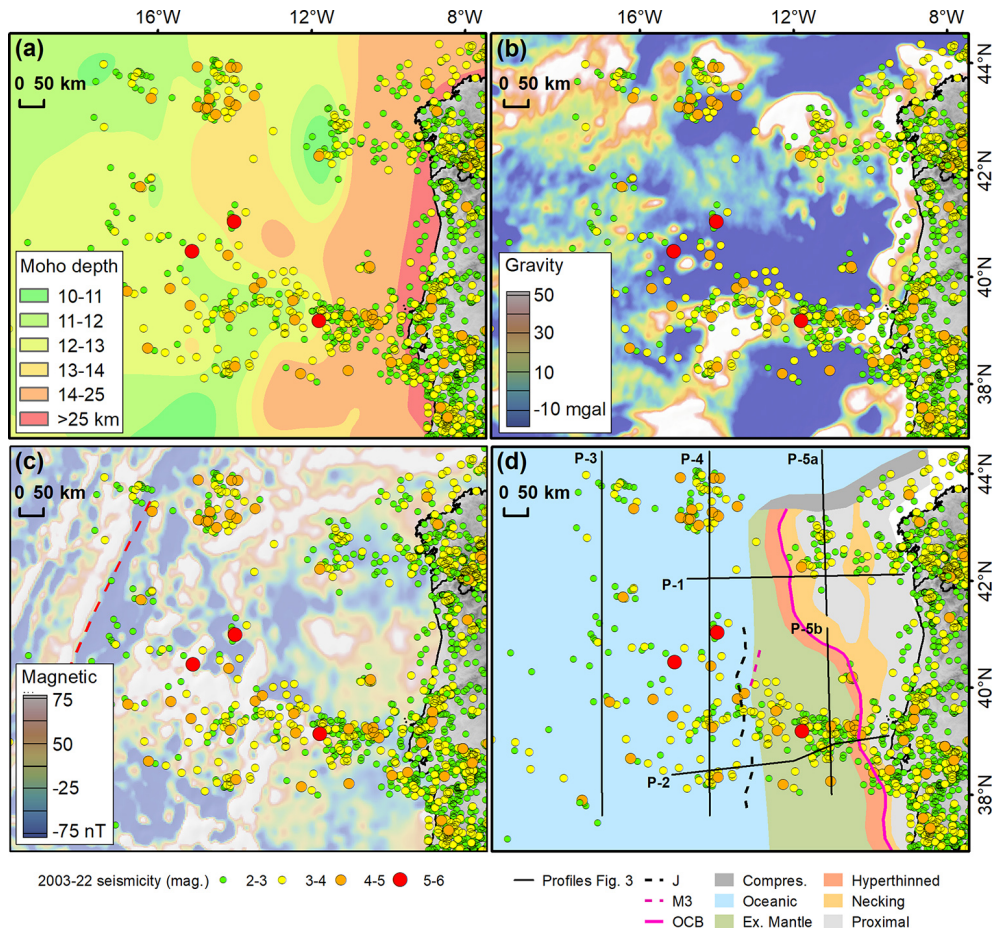 16°W 12°W 8°W 16°W 12°W 8°W
(a) (b)
0 50 km 0 50 km
44°N
42°N
40°N
38°N
Moho depth
10-11
11-12
12-13
13-14
14-25
>25 km
Gravity
50
30
10
-10 mgal
(c) (d)
0 50 km 0 50 km
P-3 P-4 P-5a
44°N
P-1
42°N
P-5b
40°N
P-2
38°N
Magnetic
...
75
50
-25
-75 nT
2003-22 seismicity (mag.) 2-3 3-4 4-5 5-6
Profiles Fig. 3 J Compres. Hyperthinned
M3 Oceanic Necking
OCB Ex. Mantle Proximal